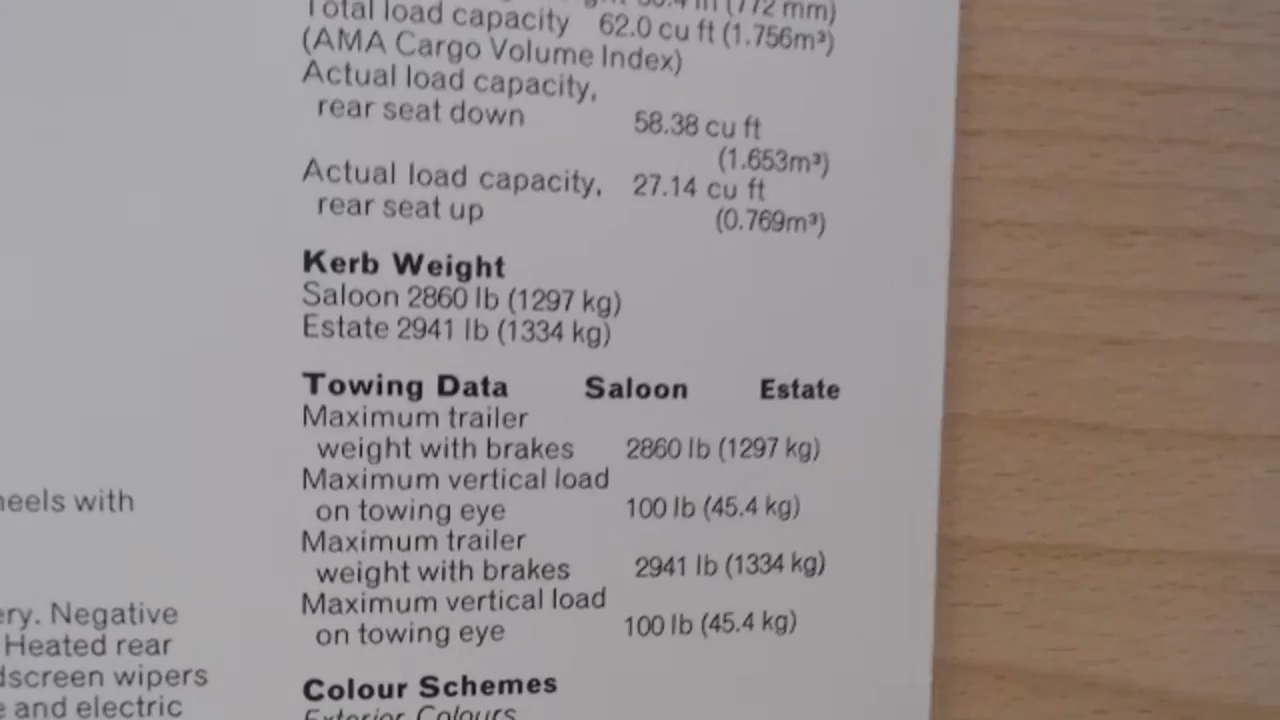 (772 mm)
Total load capacity 62.0 cu ft (1.756m³)
(AMA Cargo Volume Index)
Actual load capacity,
rear seat down 58.38 cu ft
(1.653m³)
Actual load capacity, 27.14 cu ft
rear seat up (0.769m³)
Kerb Weight
Saloon 2860 lb (1297 kg)
Estate 2941 lb (1334 kg)
Towing Data Saloon Estate
Maximum trailer
weight with brakes 2860 lb (1297 kg)
Maximum vertical load
on towing eye 100 lb (45.4 kg)
Maximum trailer
weight with brakes 2941 lb (1334 kg)
Maximum vertical load
on towing eye 100 lb (45.4 kg)
Colour Schemes
Exterior Colours
with
Negative
Heated rear
wipers
and electric